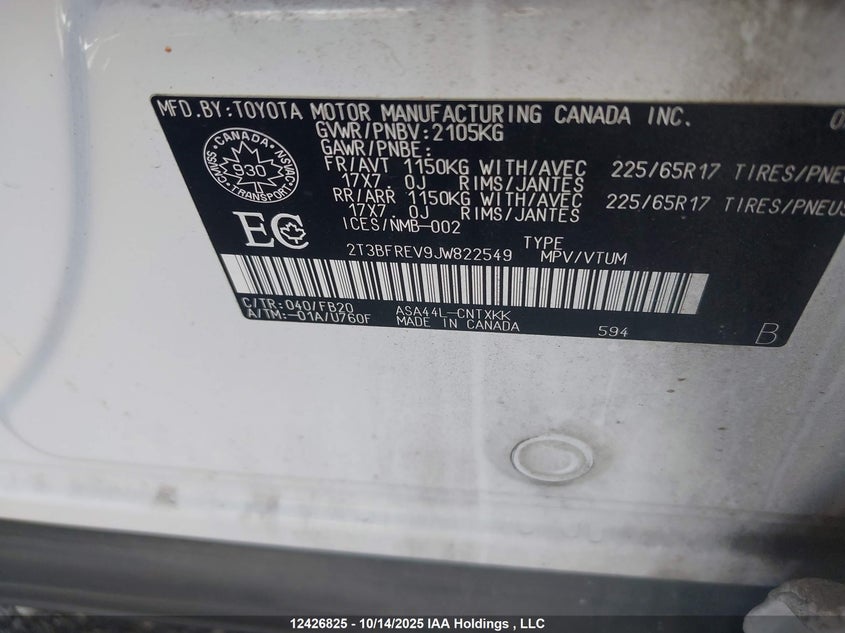 MFD. BY: TOYOTA MOTOR MANUFACTURING CANADA INC.
GVWR/PNBV: 2105KG
GAWR/PNBE:
FR/AVT 1150KG WITH/AVEC 225/65R17 TIRES/PNEU
17X7. 0J RIMS/JANTES
RR/ARR 1150KG WITH/AVEC 225/65R17 TIRES/PNEUS
17X7. 0J RIMS/JANTES
ICES/NMB-002
CANADA
CMVSS NSVAC
930
TRANSPORT
EC
2T3BFREV9JW822549 TYPE MPV/VTUM
C/TR: 040/FB20 ASA44L-CNTXKK
A/TM:-01A/U760F MADE IN CANADA 594 B
12426825 - 10/14/2025 IAA Holdings , LLC